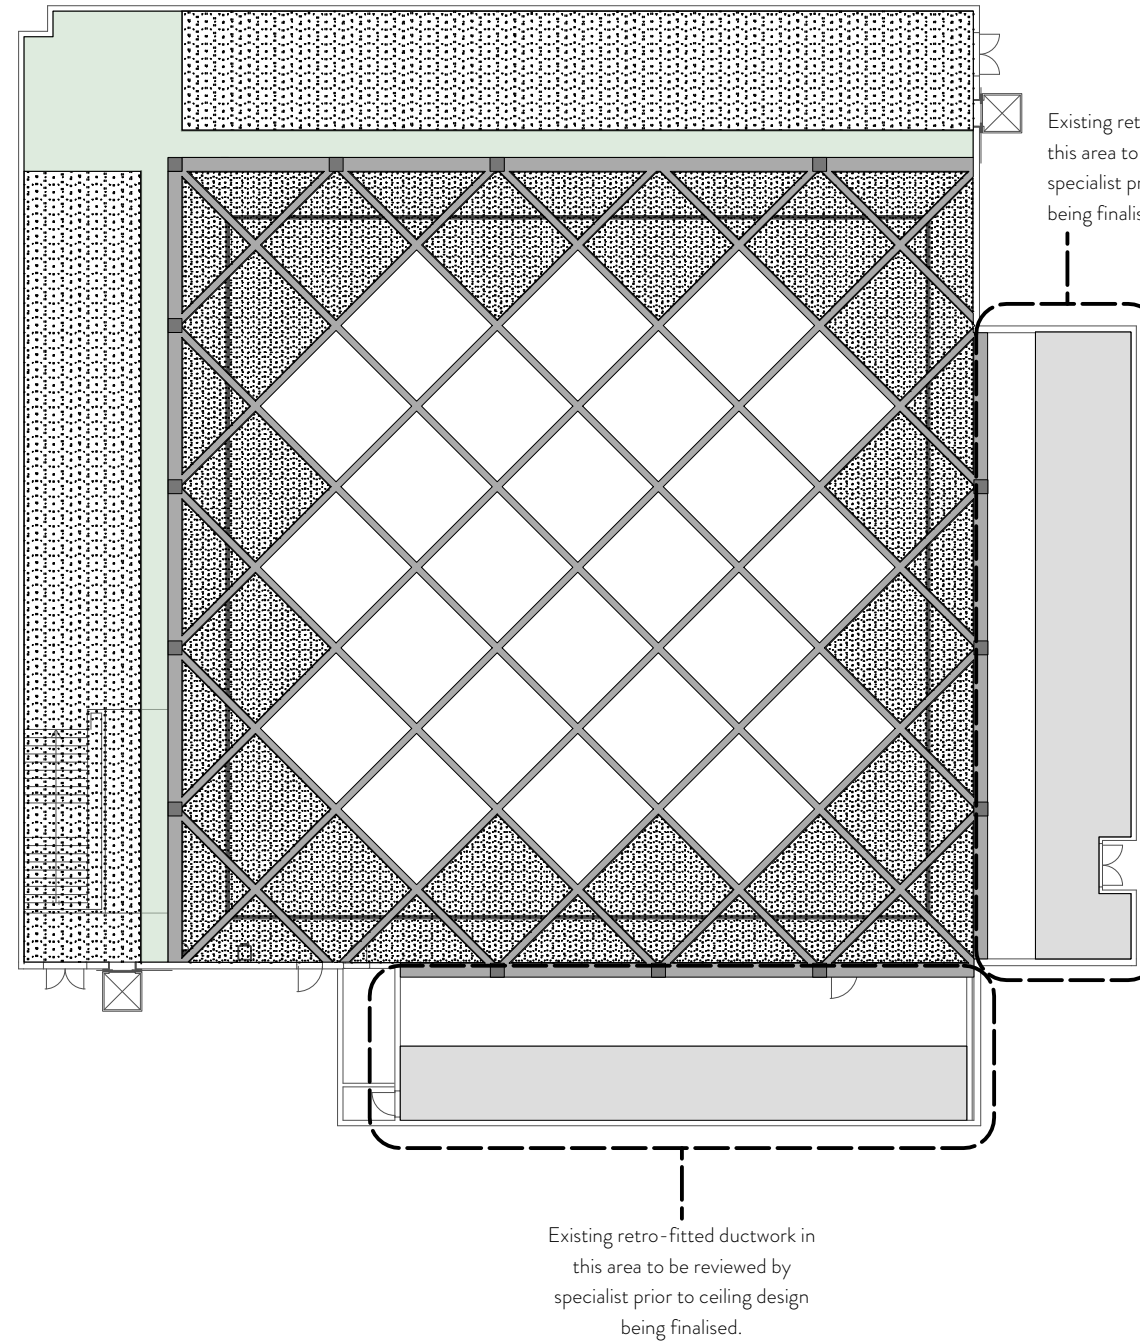 Existing ret
this area to
specialist pr
being finalis
Existing retro-fitted ductwork in
this area to be reviewed by
specialist prior to ceiling design
being finalised.